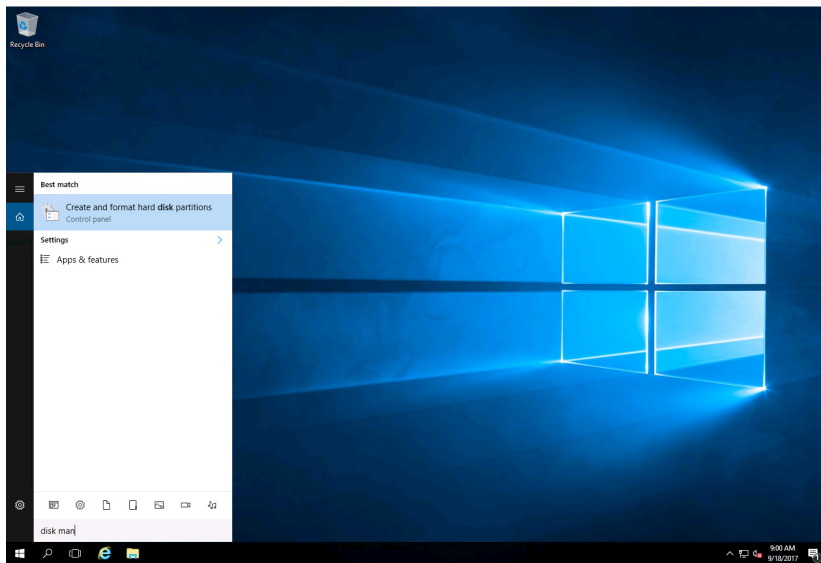 Recycle Bin
Best match
Create and format hard disk partitions
Control panel
Settings
Apps & features
disk man
9:00 AM
9/18/2017